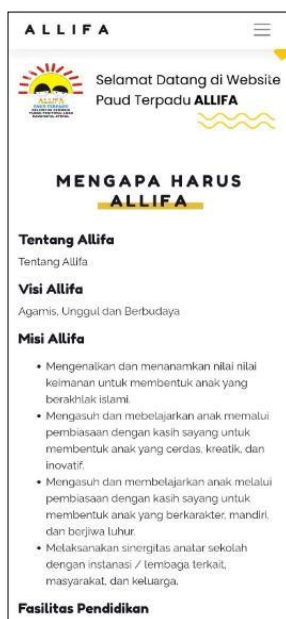 ALLIFA
Selamat Datang di Website
Paud Terpadu ALLIFA
MENGAPA HARUS
ALLIFA
Tentang Allifa
Tentang Allifa
Visi Allifa
Agamis, Unggul dan Berbudaya
Misi Allifa
• Mengenalkan dan menanamkan nilai nilai
keimanan untuk membentuk anak yang
berakhlak islami.
• Mengasuh dan mebelajarkan anak memalui
pembiasaan dengan kasih sayang untuk
membentuk anak yang cerdas, kreatik, dan
inovatif.
• Mengasuh dan membelajarkan anak melalui
pembiasaan dengan kasih sayang untuk
membentuk anak yang berkarakter, mandiri,
dan berjiwa luhur.
• Melaksanakan sinergitas anatar sekolah
dengan instanasi / lembaga terkait,
masyarakat, dan keluarga.
Fasilitas Pendidikan